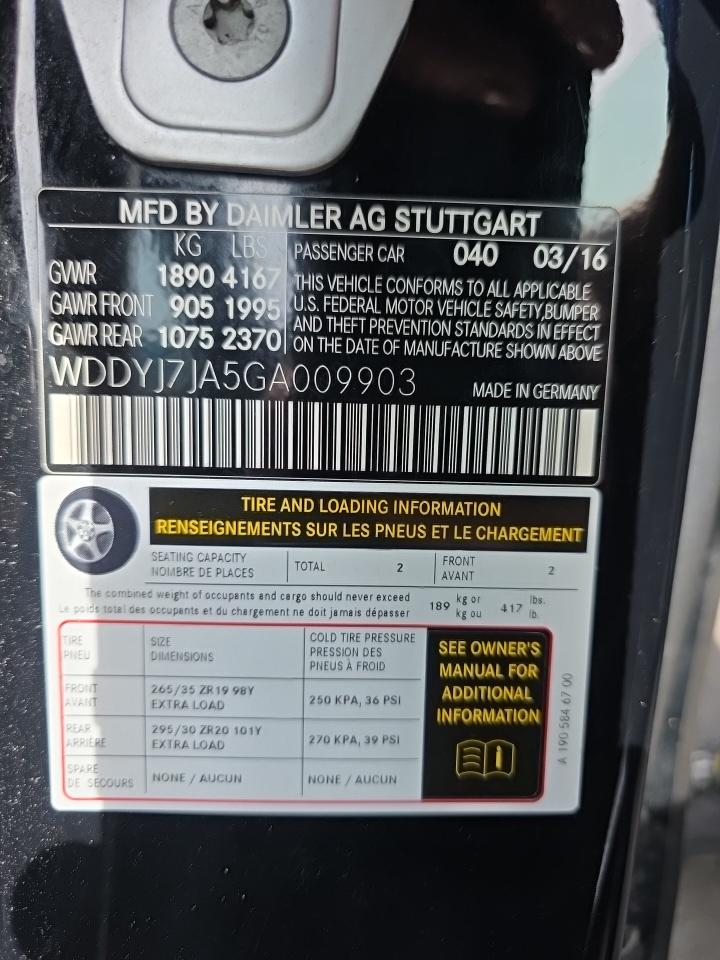 MFD BY DAIMLER AG STUTTGART
KG LBS
GVWR 1890 4167
GAWR FRONT 905 1995
GAWR REAR 1075 2370
PASSENGER CAR 040 03/16
THIS VEHICLE CONFORMS TO ALL APPLICABLE
U.S. FEDERAL MOTOR VEHICLE SAFETY,BUMPER
AND THEFT PREVENTION STANDARDS IN EFFECT
ON THE DATE OF MANUFACTURE SHOWN ABOVE
WDDYJ7JA5GA009903 MADE IN GERMANY
TIRE AND LOADING INFORMATION
RENSEIGNEMENTS SUR LES PNEUS ET LE CHARGEMENT
SEATING CAPACITY
NOMBRE DE PLACES
TOTAL 2
FRONT
AVANT
2
The combined weight of occupants and cargo should never exceed
Le poids total des occupants et du chargement ne doit jamais dépasser
189 kg or
kg ou
417 lbs.
lb.
TIRE
PNEU
SIZE
DIMENSIONS
COLD TIRE PRESSURE
PRESSION DES
PNEUS À FROID
FRONT
AVANT
265/35 ZR19 98Y
EXTRA LOAD
250 KPA, 36 PSI
REAR
ARRIÈRE
295/30 ZR20 101Y
EXTRA LOAD
270 KPA, 39 PSI
SPARE
DE SECOURS
NONE / AUCUN
NONE / AUCUN
SEE OWNER'S
MANUAL FOR
ADDITIONAL
INFORMATION
A 190 584 67 00